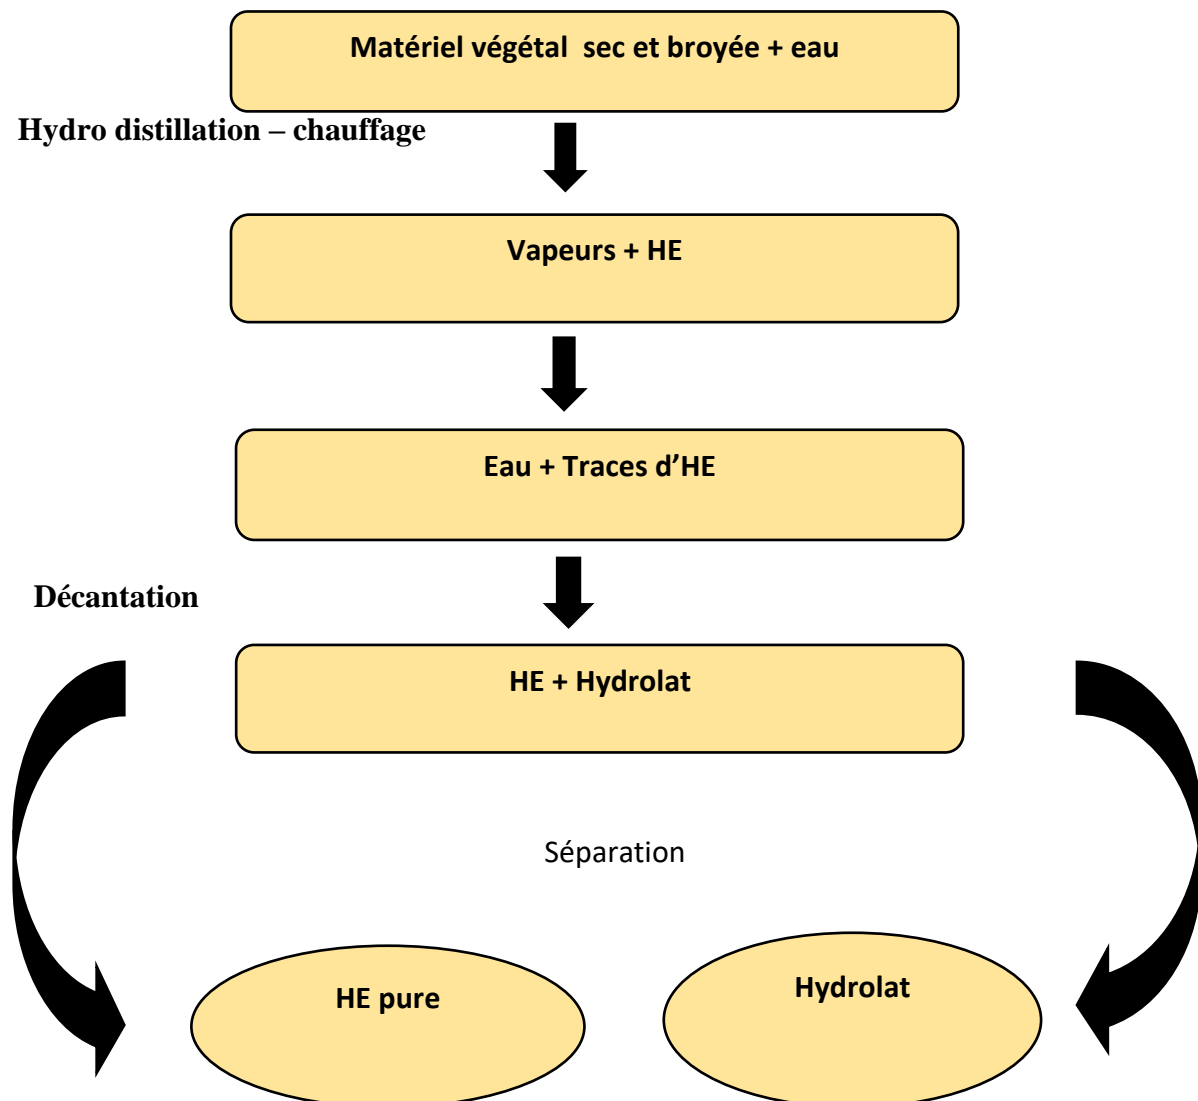 Matériel végétal sec et broyée + eau
Hydro distillation – chauffage
Vapeurs + HE
Eau + Traces d’HE
Décantation
HE + Hydrolat
Séparation
HE pure
Hydrolat